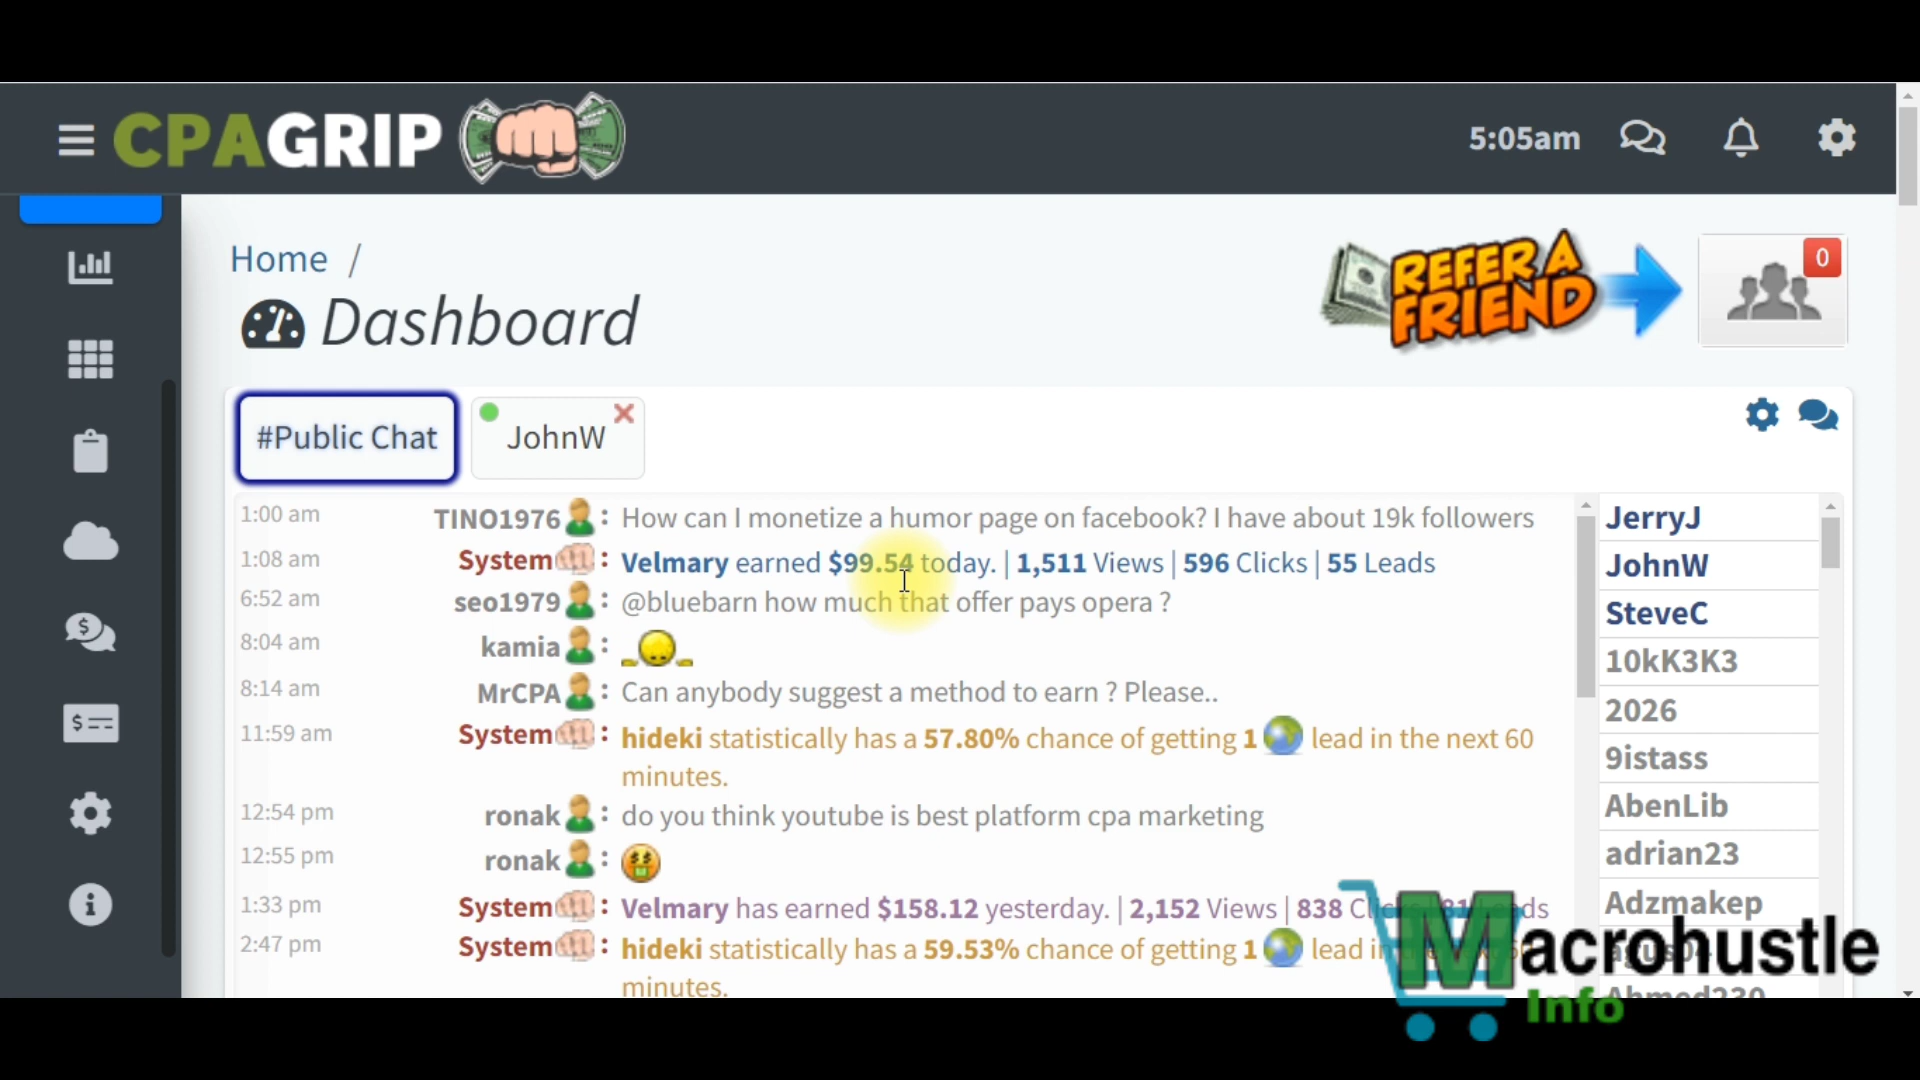 CPAGRIP
5:05am
Home /
Dashboard
REFER A
FRIEND
0
#Public Chat
JohnW
1:00 am TINO1976 : How can I monetize a humor page on facebook? I have about 19k followers
1:08 am System : Velmary earned $99.54 today. | 1,511 Views | 596 Clicks | 55 Leads
6:52 am seo1979 : @bluebarn how much that offer pays opera ?
8:04 am kamia :
8:14 am MrCPA : Can anybody suggest a method to earn ? Please..
11:59 am System : hideki statistically has a 57.80% chance of getting 1 lead in the next 60
minutes.
12:54 pm ronak : do you think youtube is best platform cpa marketing
12:55 pm ronak :
1:33 pm System : Velmary has earned $158.12 yesterday. | 2,152 Views | 838
2:47 pm System : hideki statistically has a 59.53% chance of getting 1 lead
minutes.
JerryJ
JohnW
SteveC
10kK3K3
2026
9istass
AbenLib
adrian23
Adzmakep
Ahmed230
Macrohustle
Info